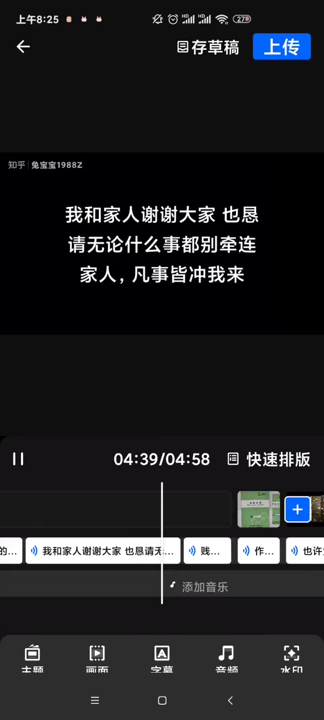 上午8:25
27
存草稿
上传
知乎 | 兔宝宝1988Z
我和家人谢谢大家 也恳
请无论什么事都别牵连
家人，凡事皆冲我来
04:39/04:58
快速排版
的...
我和家人谢谢大家 也恳请无...
贱...
作...
也许
添加音乐
主题
画面
字幕
音频
水印